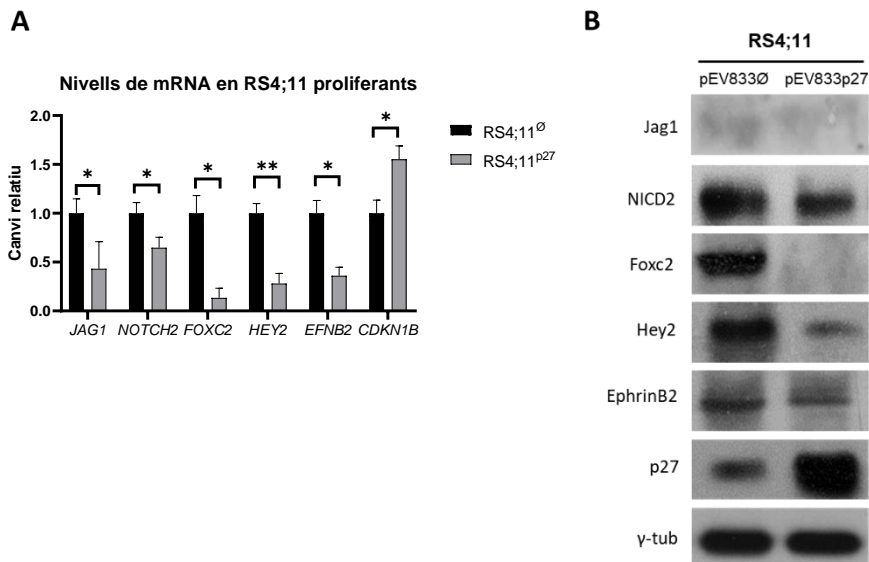 A
Nivells de mRNA en RS4;11 proliferants
Canvi relatiu
2.0
1.5
1.0
0.5
0.0
* * * ** * *
JAG1 NOTCH2 FOXC2 HEY2 EFNB2 CDKN1B
RS4;11Ø
RS4;11p27
B
RS4;11
pEV833Ø pEV833p27
Jag1
NICD2
Foxc2
Hey2
EphrinB2
p27
γ-tub